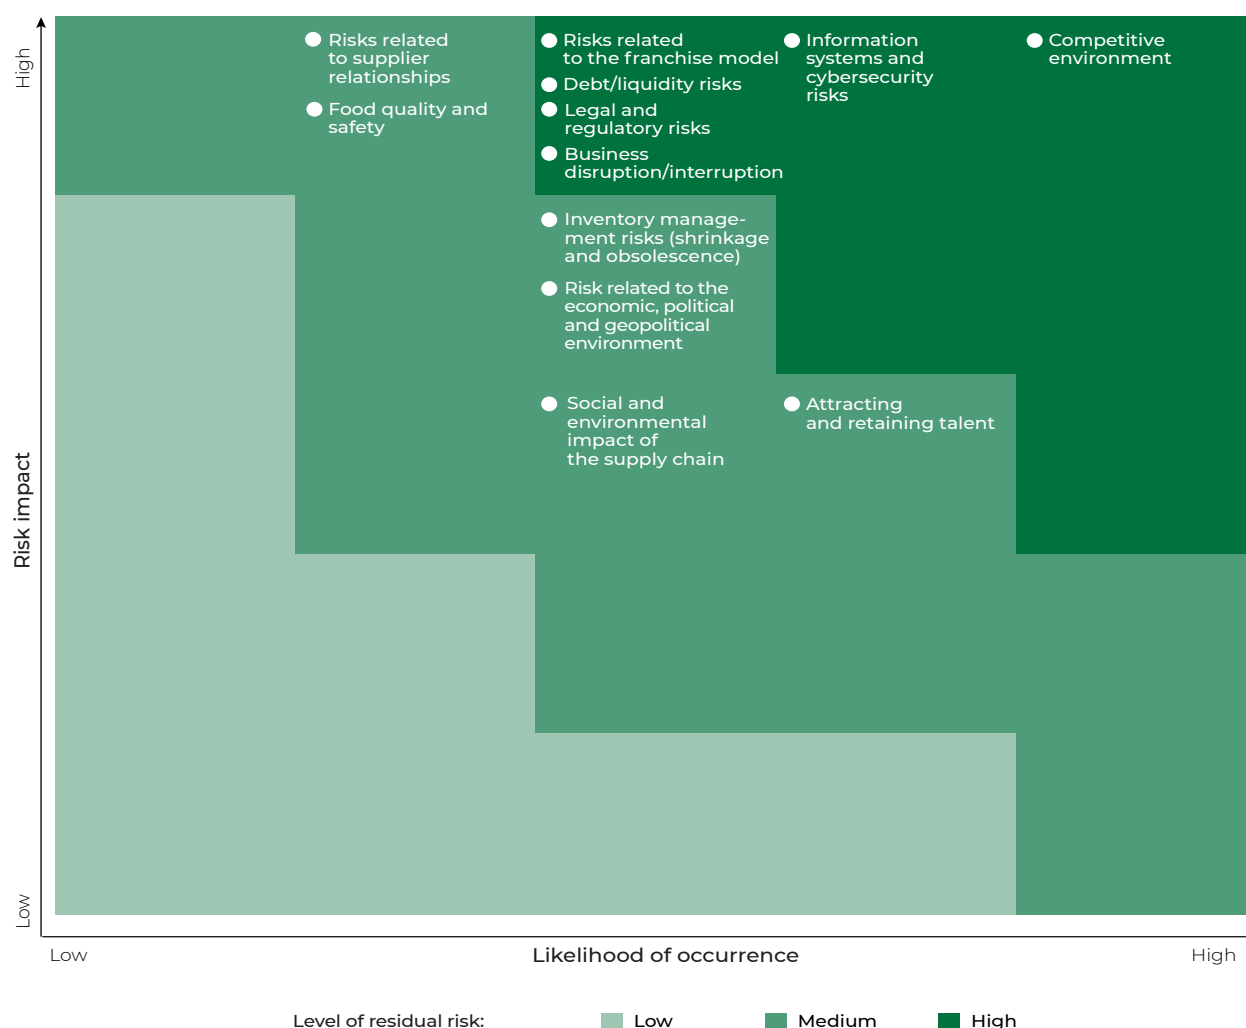 High
Risk impact
Low
Risks related
to supplier
relationships
Food quality and
safety
Risks related
to the franchise model
Debt/liquidity risks
Legal and
regulatory risks
Business
disruption/interruption
Information
systems and
cybersecurity
risks
Competitive
environment
Inventory manage-
ment risks (shrinkage
and obsolescence)
Risk related to the
economic, political
and geopolitical
environment
Social and
environmental
impact of
the supply chain
Attracting
and retaining talent
Low
Likelihood of occurrence
High
Level of residual risk:
Low
Medium
High